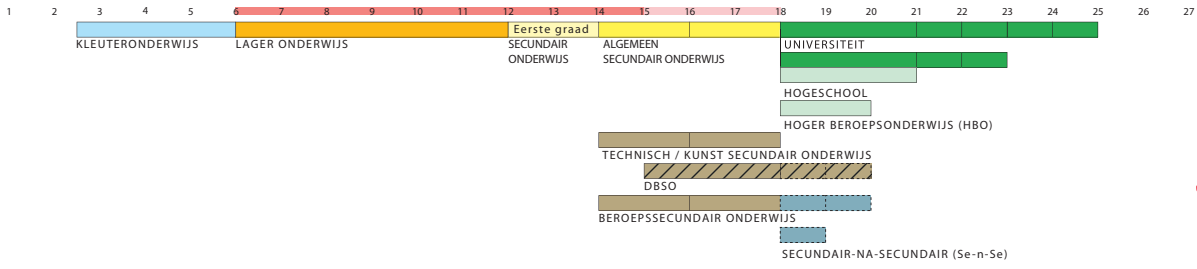 1 2 3 4 5 6 7 8 9 10 11 12 13 14 15 16 17 18 19 20 21 22 23 24 25 26 27
Eerste graad
KLEUTERONDERWIJS LAGER ONDERWIJS SECUNDAIR ALGEMEEN UNIVERSITEIT
ONDERWIJS SECUNDAIR ONDERWIJS
HOGESCHOOL
HOGER BEROEPSONDERWIJS (HBO)
TECHNISCH / KUNST SECUNDAIR ONDERWIJS
DBSO
BEROEPSSECUNDAIR ONDERWIJS
SECUNDAIR-NA-SECUNDAIR (Se-n-Se)